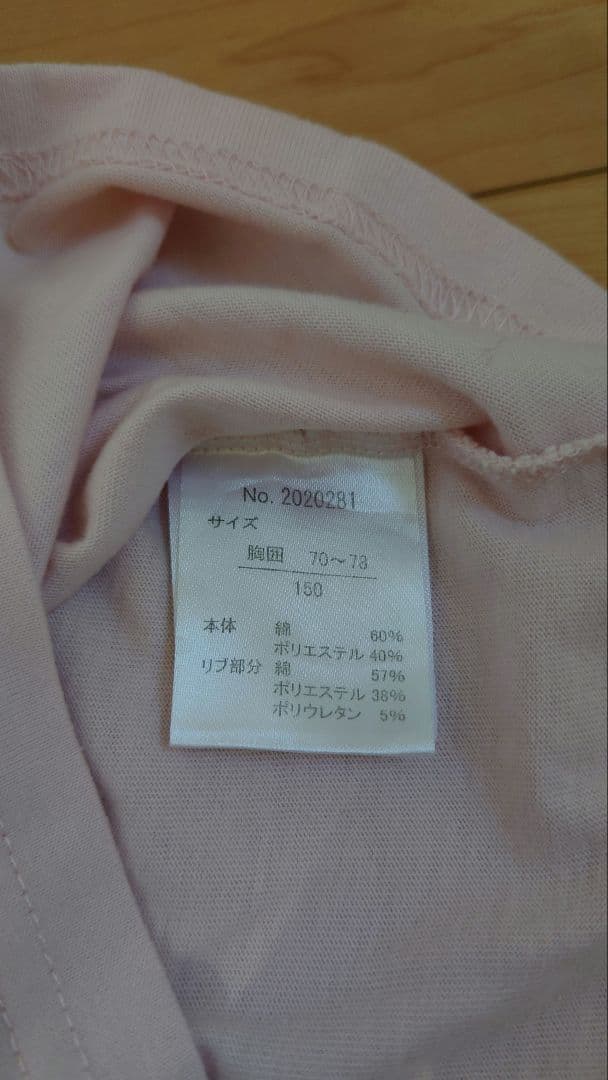 No. 2020281
サイズ
胸囲 70〜78
150
本体 綿 60%
ポリエステル 40%
リブ部分 綿 57%
ポリエステル 38%
ポリウレタン 5%